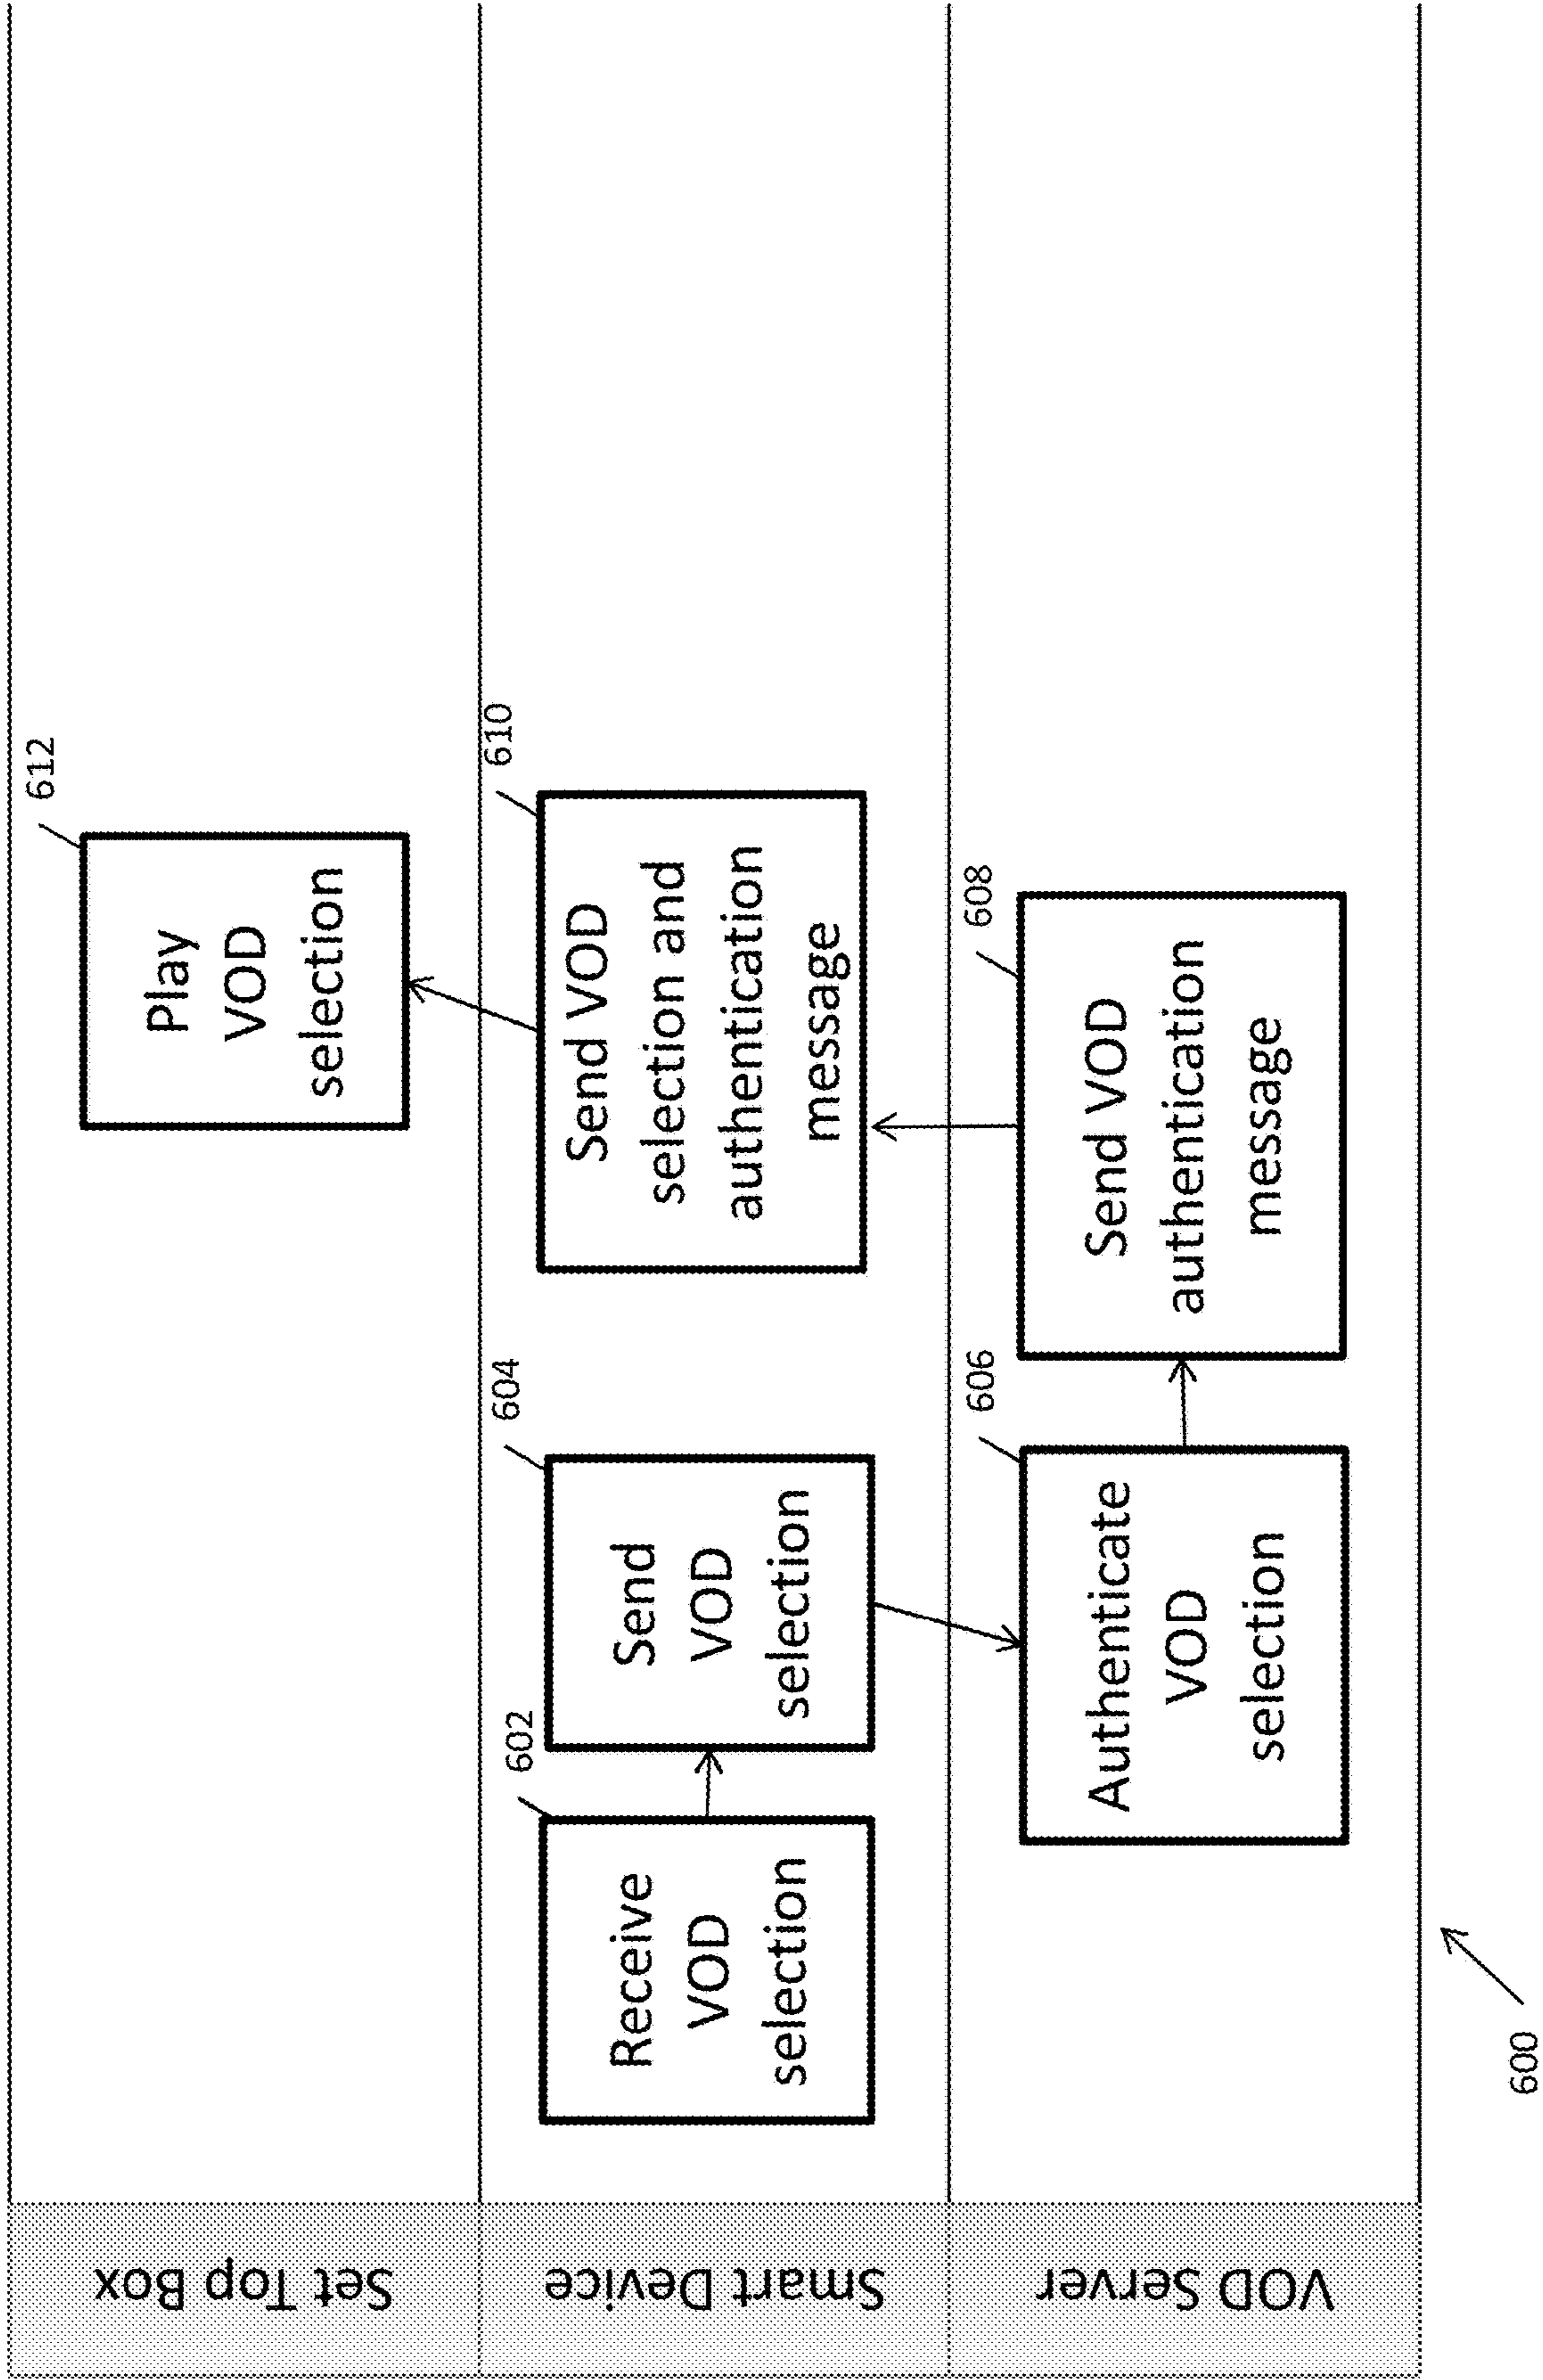 Set Top Box
612
Play
VOD
selection
Smart Device
602
Receive
VOD
selection
604
Send
VOD
selection
610
Send VOD
selection and
authentication
message
VOD Server
606
Authenticate
VOD
selection
608
Send VOD
authentication
message
600